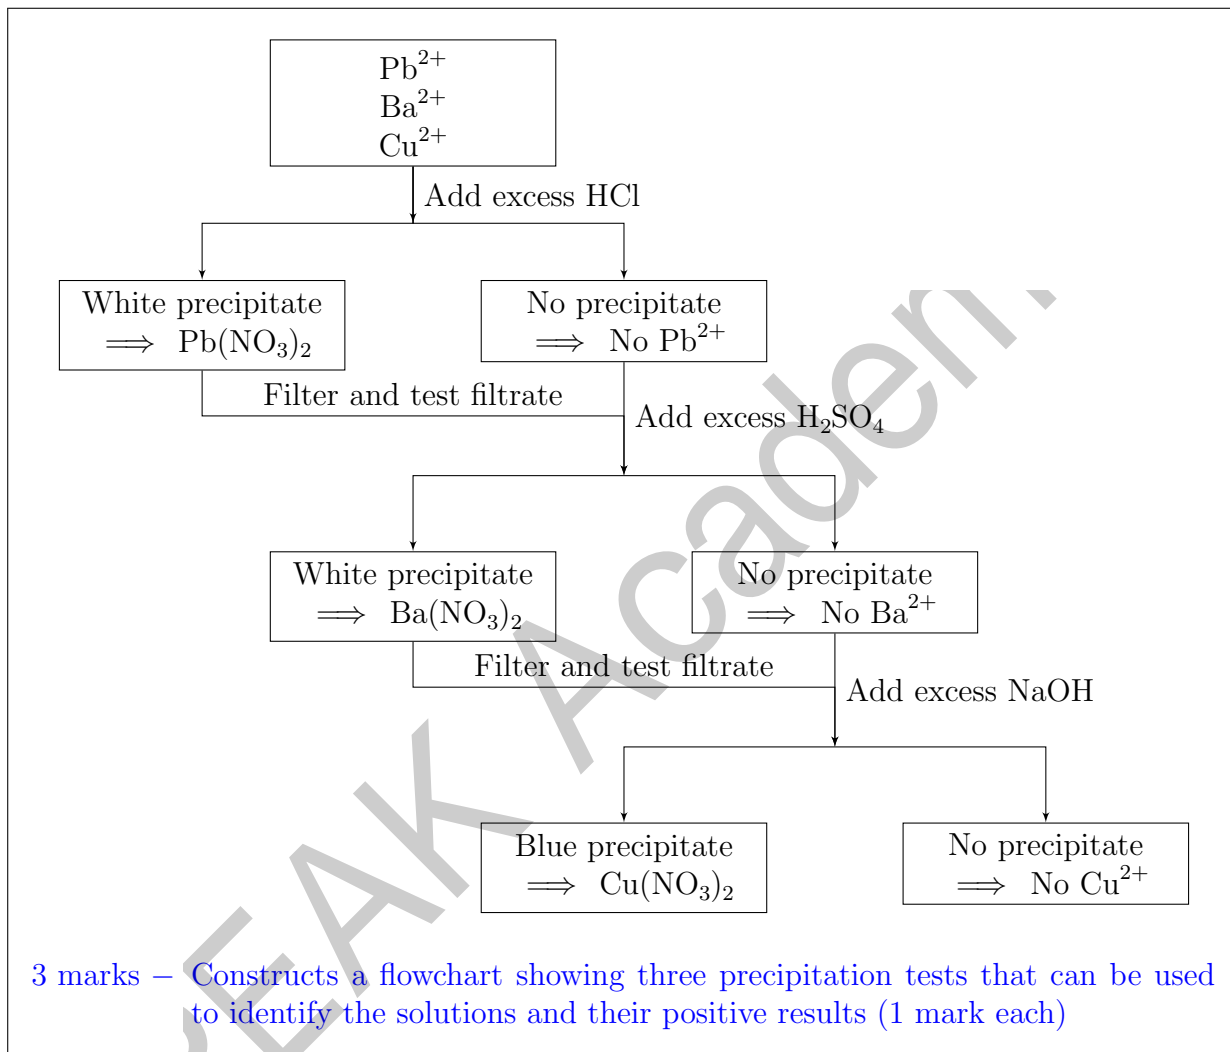 Pb²⁺
Ba²⁺
Cu²⁺
Add excess HCl
White precipitate
⟹ Pb(NO₃)₂
No precipitate
⟹ No Pb²⁺
Filter and test filtrate
Add excess H₂SO₄
White precipitate
⟹ Ba(NO₃)₂
No precipitate
⟹ No Ba²⁺
Filter and test filtrate
Add excess NaOH
Blue precipitate
⟹ Cu(NO₃)₂
No precipitate
⟹ No Cu²⁺
3 marks – Constructs a flowchart showing three precipitation tests that can be used
to identify the solutions and their positive results (1 mark each)
EAK Academ